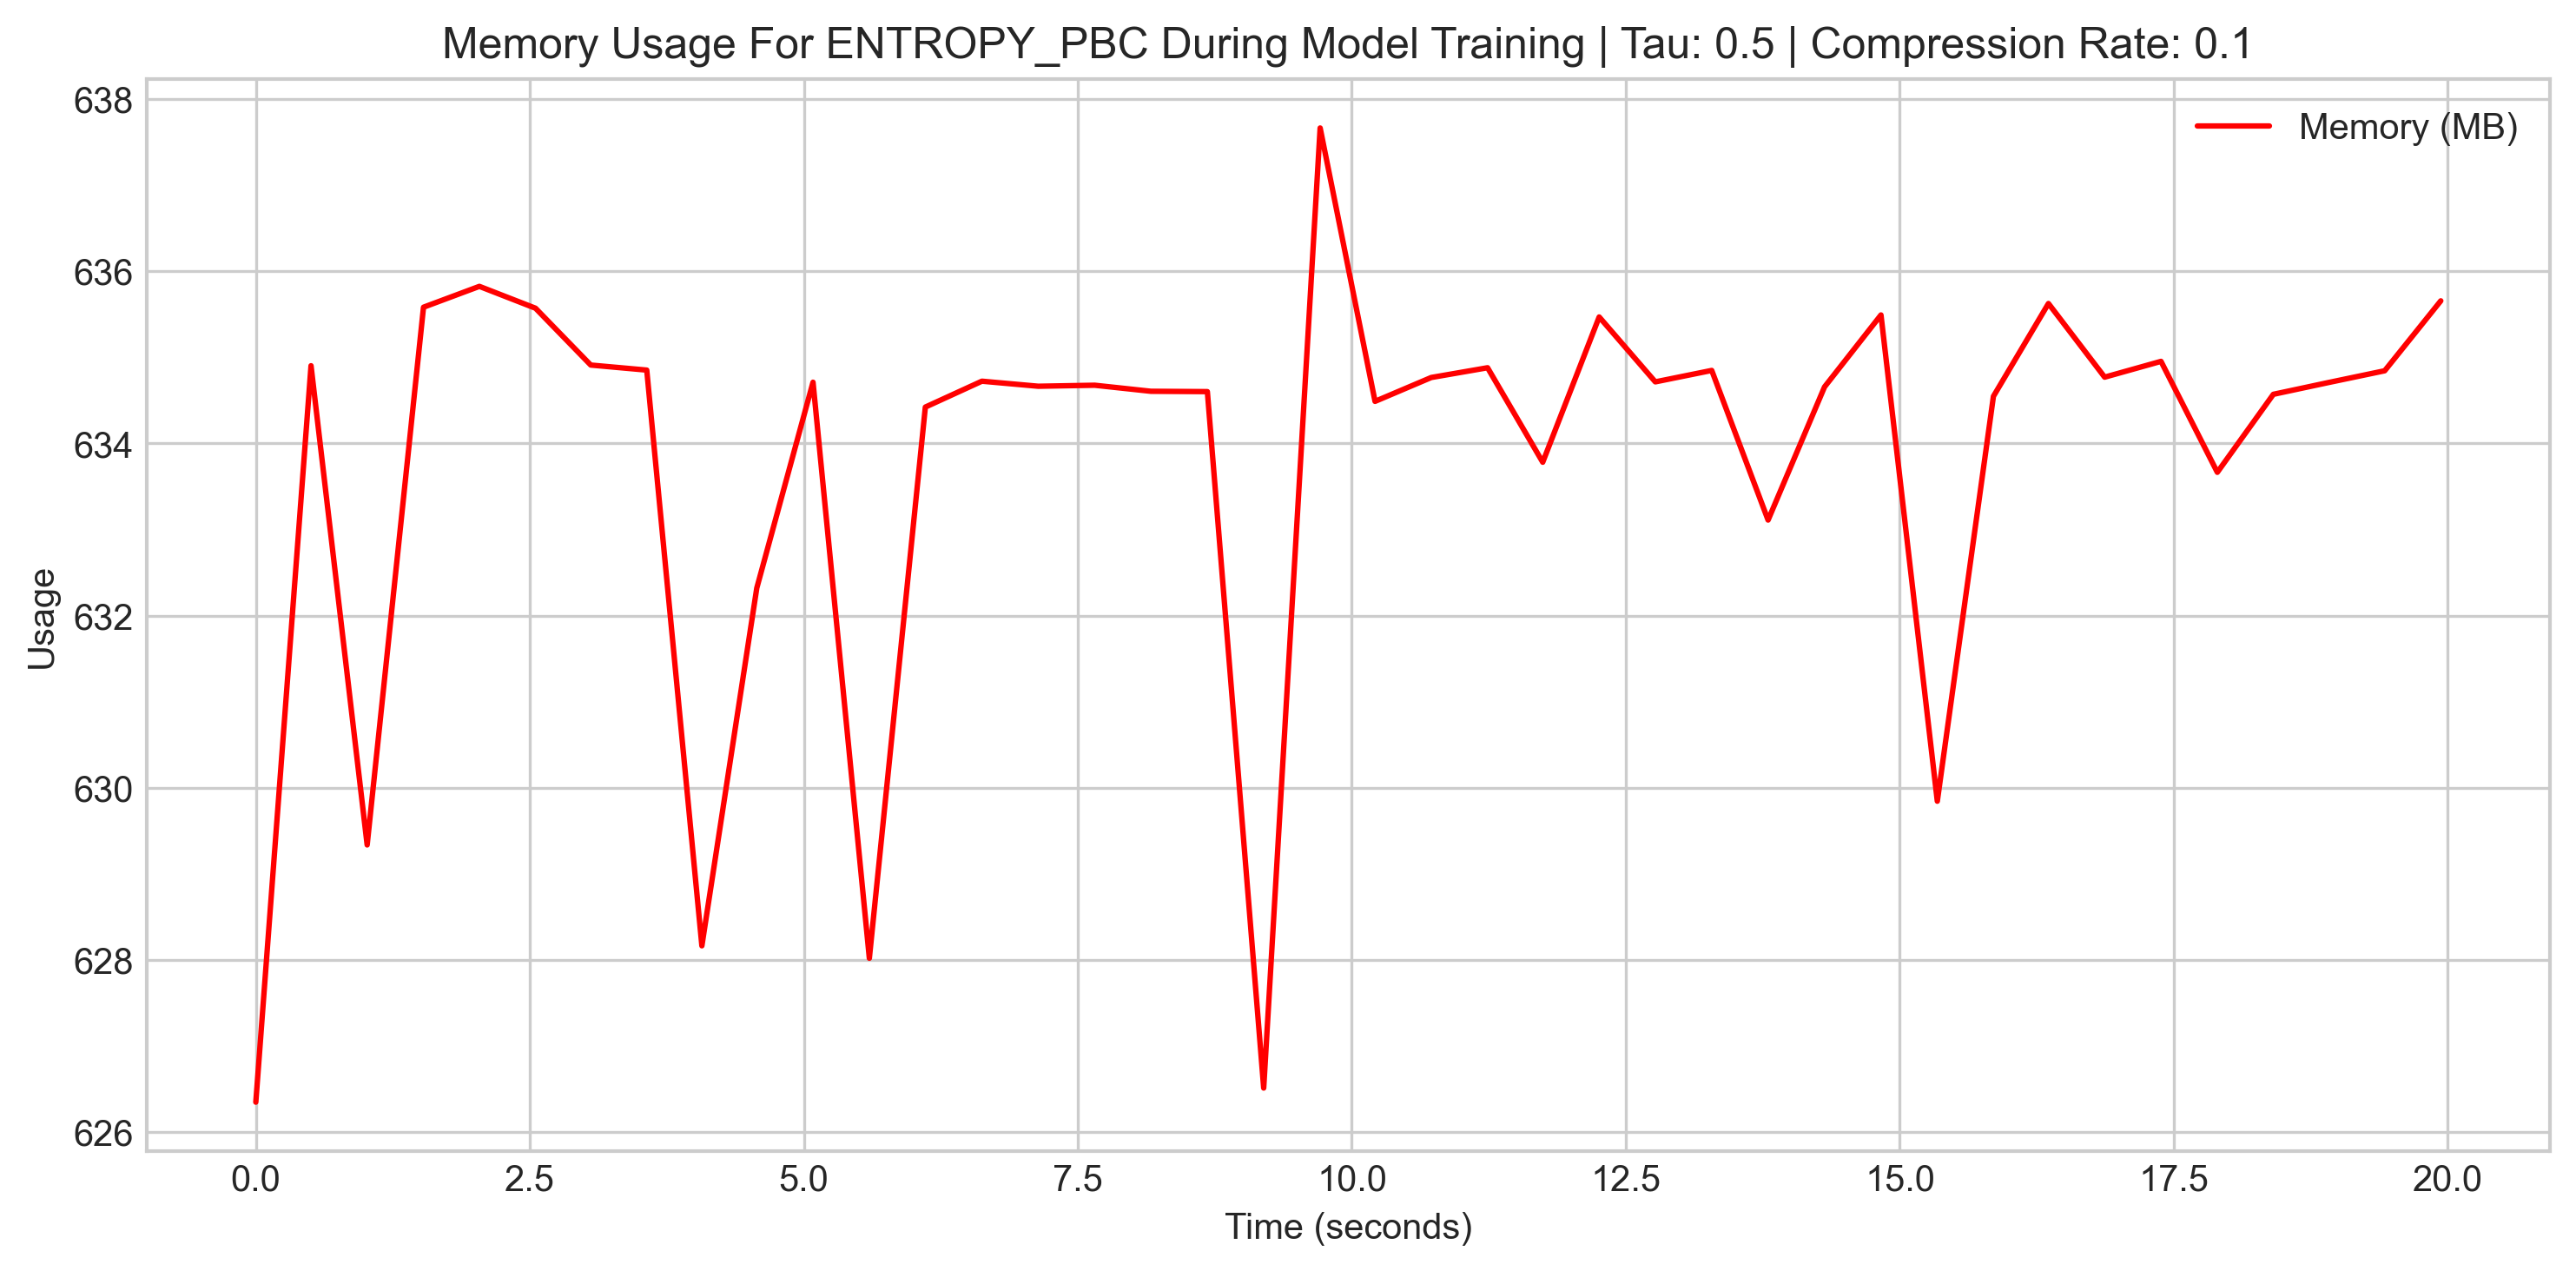 Memory Usage For ENTROPY_PBC During Model Training | Tau: 0.5 | Compression Rate: 0.1
Memory (MB)
638
636
634
632
630
628
626
Usage
0.0 2.5 5.0 7.5 10.0 12.5 15.0 17.5 20.0
Time (seconds)